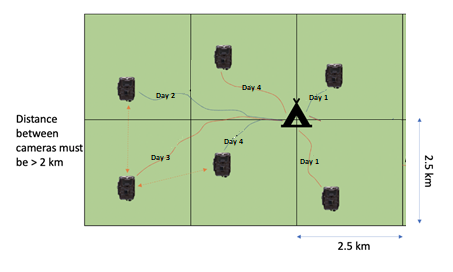 Day 4
Day 2
Day 1
Distance
between
cameras must
be > 2 km
Day 4
Day 3
Day 1
2.5 km
2.5 km